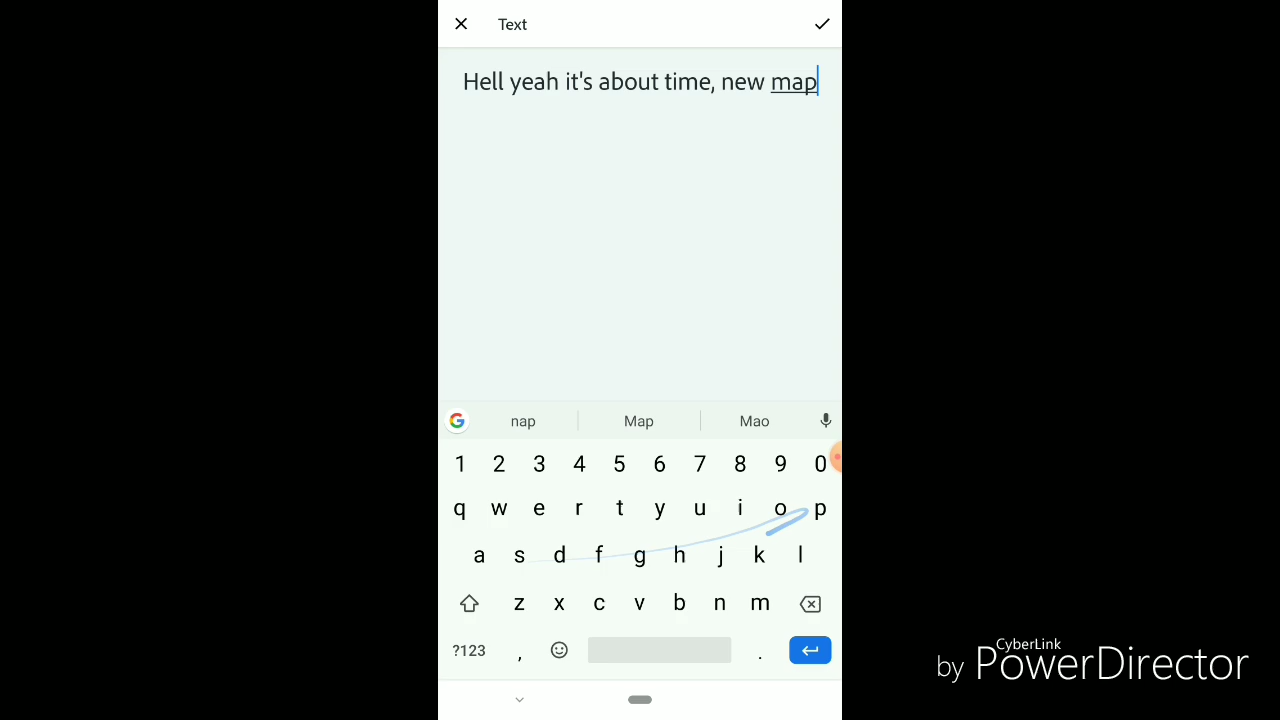 Text
Hell yeah it's about time, new map
nap Map Mao
1 2 3 4 5 6 7 8 9 0
q w e r t y u i o p
a s d f g h j k l
z x c v b n m
?123 , .
CyberLink
by PowerDirector